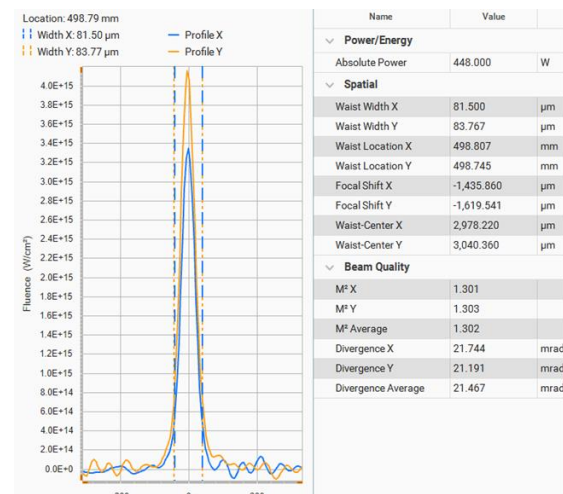 Location: 498.79 mm
Width X: 81.50 µm
Profile X
Width Y: 83.77 µm
Profile Y
Fluence (W/cm²)
4.0E+15
3.8E+15
3.6E+15
3.4E+15
3.2E+15
3.0E+15
2.8E+15
2.6E+15
2.4E+15
2.2E+15
2.0E+15
1.8E+15
1.6E+15
1.4E+15
1.2E+15
1.0E+15
8.0E+14
6.0E+14
4.0E+14
2.0E+14
0.0E+0
Name Value
Power/Energy
Absolute Power 448.000 W
Spatial
Waist Width X 81.500 µm
Waist Width Y 83.767 µm
Waist Location X 498.807 mm
Waist Location Y 498.745 mm
Focal Shift X -1,435.860 µm
Focal Shift Y -1,619.541 µm
Waist-Center X 2,978.220 µm
Waist-Center Y 3,040.360 µm
Beam Quality
M² X 1.301
M² Y 1.303
M² Average 1.302
Divergence X 21.744 mrad
Divergence Y 21.191 mrad
Divergence Average 21.467 mrad